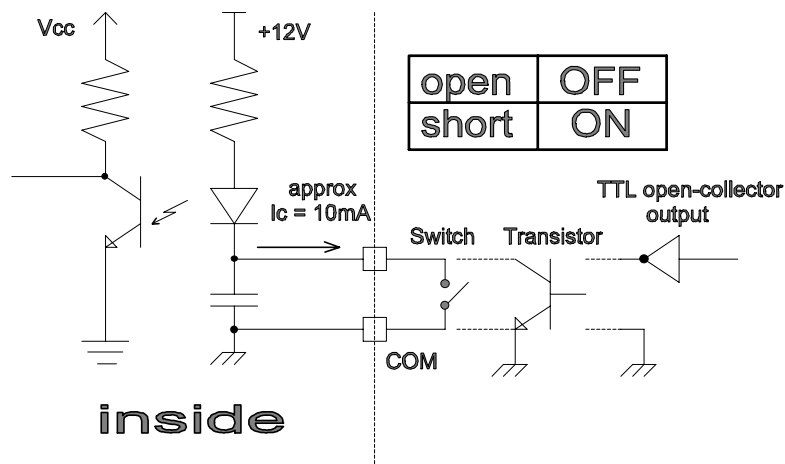 Vcc
+12V
open OFF
short ON
approx
Ic = 10mA
TTL open-collector
output
Switch
Transistor
COM
inside